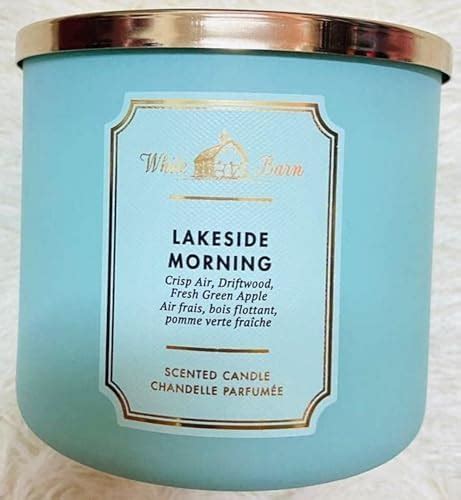 White Barn
LAKESIDE
MORNING
Crisp Air, Driftwood,
Fresh Green Apple
Air frais, bois flottant,
pomme verte fraîche
SCENTED CANDLE
CHANDELLE PARFUMÉE